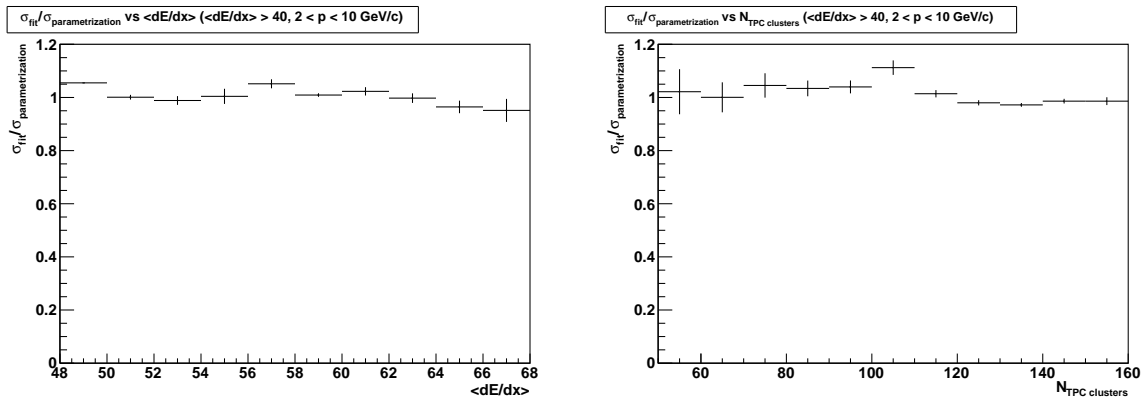 σfit/σparametrization vs <dE/dx> (<dE/dx> > 40, 2 < p < 10 GeV/c)
σfit/σparametrization
1.2
1
0.8
0.6
0.4
0.2
0
48 50 52 54 56 58 60 62 64 66 68
<dE/dx>
σfit/σparametrization vs NTPC clusters (<dE/dx> > 40, 2 < p < 10 GeV/c)
σfit/σparametrization
1.2
1
0.8
0.6
0.4
0.2
0
60 80 100 120 140 160
NTPC clusters